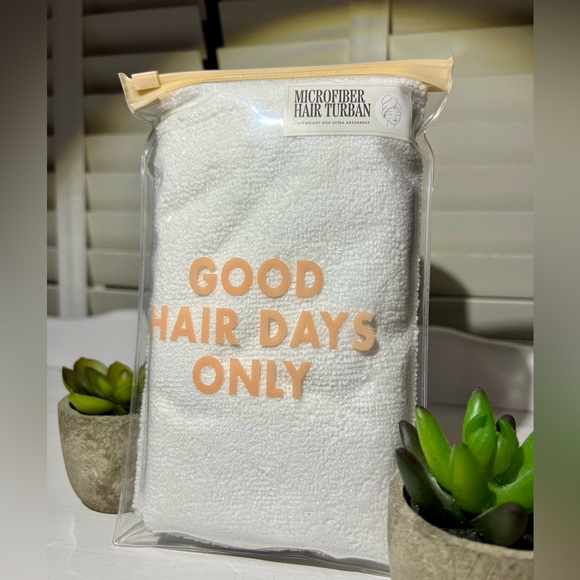 MICROFIBER
HAIR TURBAN
LIGHTWEIGHT AND ULTRA ABSORBENT
GOOD
HAIR DAYS
ONLY